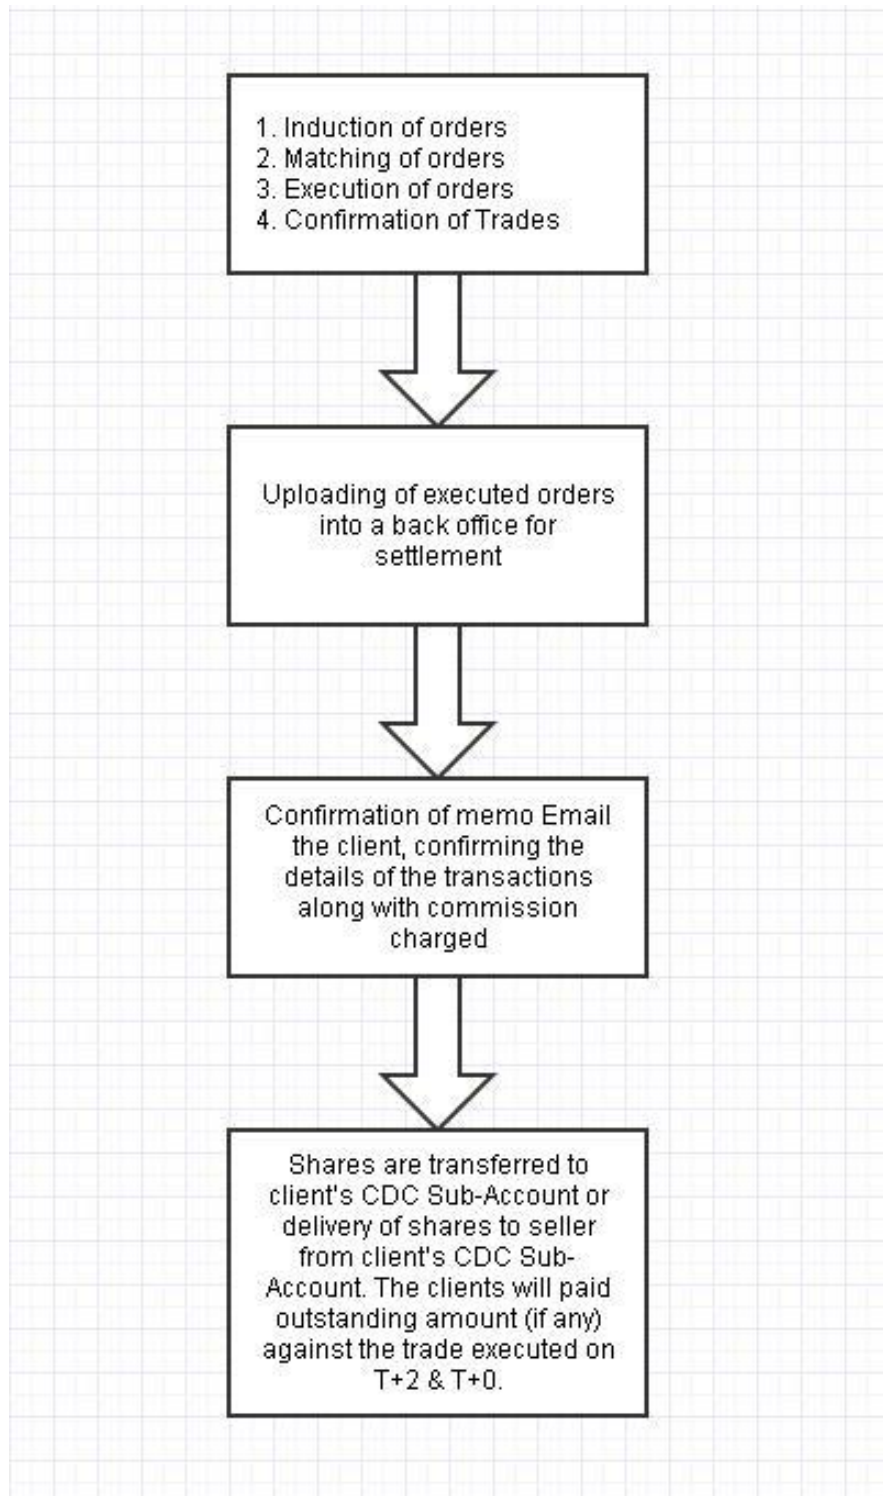 1. Induction of orders
2. Matching of orders
3. Execution of orders
4. Confirmation of Trades
Uploading of executed orders
into a back office for
settlement
Confirmation of memo Email
the client, confirming the
details of the transactions
along with commission
charged
Shares are transferred to
client's CDC Sub-Account or
delivery of shares to seller
from client's CDC Sub-
Account. The clients will paid
outstanding amount (if any)
against the trade executed on
T+2 & T+0.